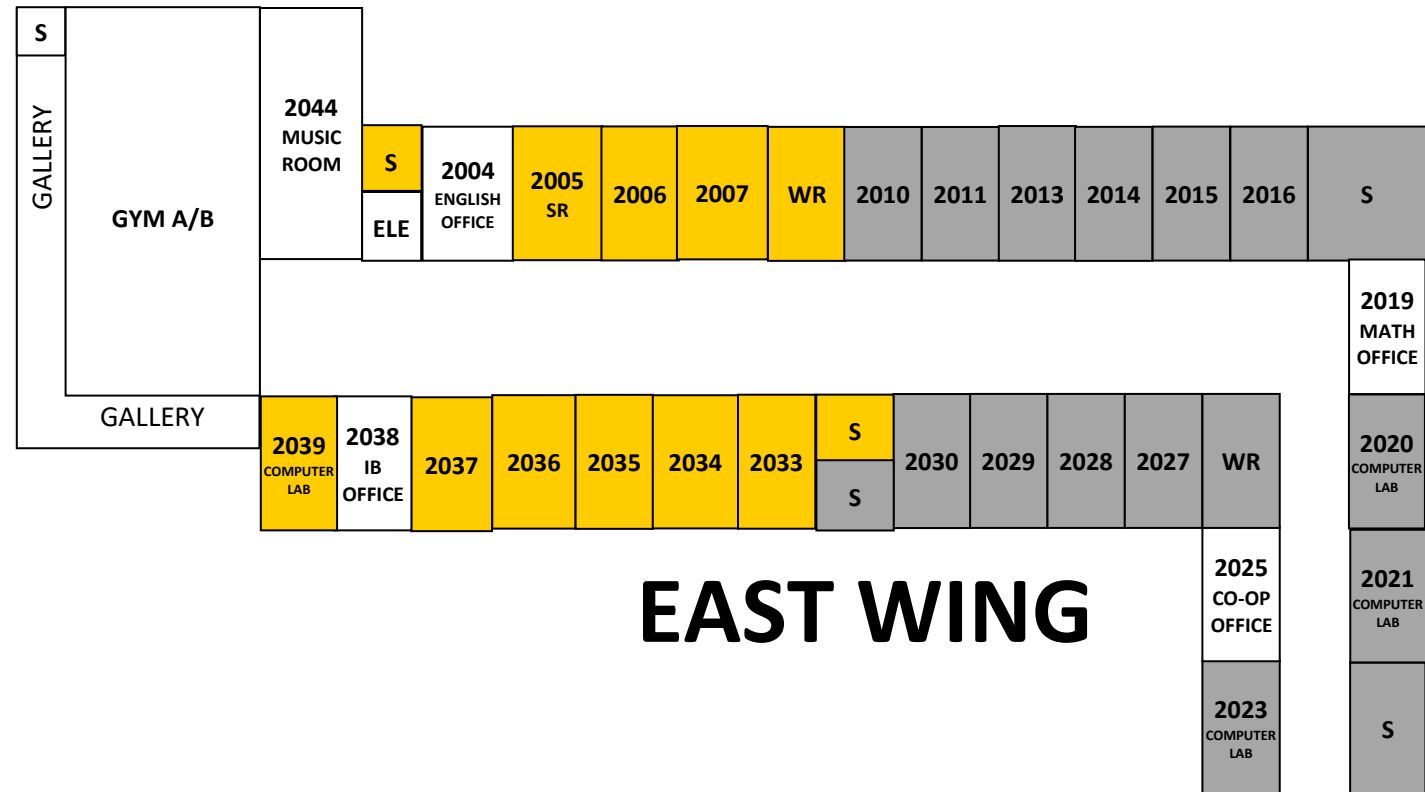 S
GALLERY
GYM A/B
2044
MUSIC
ROOM
S
ELE
2004
ENGLISH
OFFICE
2005
SR
2006
2007
WR
2010
2011
2013
2014
2015
2016
S
2019
MATH
OFFICE
GALLERY
2039
COMPUTER
LAB
2038
IB
OFFICE
2037
2036
2035
2034
2033
S
S
2030
2029
2028
2027
WR
2020
COMPUTER
LAB
EAST WING
2025
CO-OP
OFFICE
2021
COMPUTER
LAB
2023
COMPUTER
LAB
S